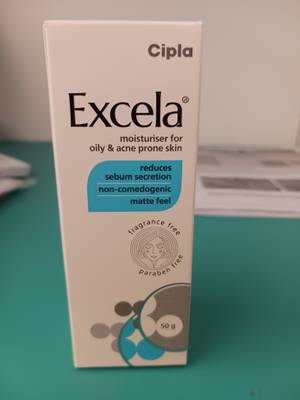 Cipla
Excela
moisturiser for
oily & acne prone skin
reduces
sebum secretion
non-comedogenic
matte feel
fragrance free
paraben free
50 g